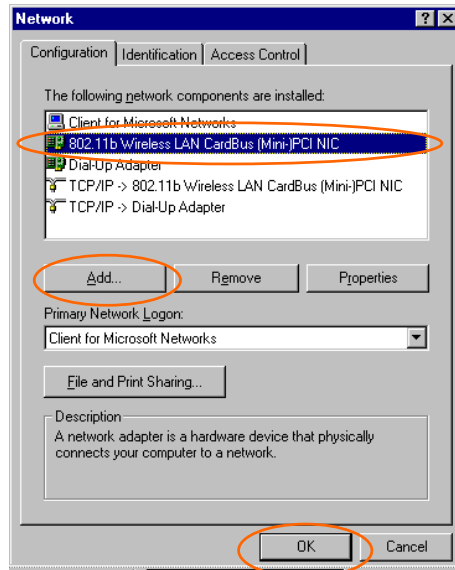 Network
Configuration Identification Access Control
The following network components are installed:
Client for Microsoft Networks
802.11b Wireless LAN CardBus (Mini-)PCI NIC
Dial-Up Adapter
TCP/IP -> 802.11b Wireless LAN CardBus (Mini-)PCI NIC
TCP/IP -> Dial-Up Adapter
Add... Remove Properties
Primary Network Logon:
Client for Microsoft Networks
File and Print Sharing...
Description
A network adapter is a hardware device that physically
connects your computer to a network.
OK Cancel